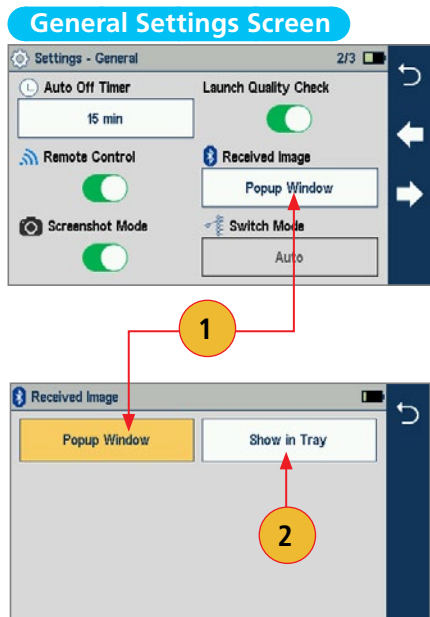 General Settings Screen
Settings - General 2/3
Auto Off Timer Launch Quality Check
15 min
Remote Control Received Image
Popup Window
Screenshot Mode Switch Mode
Auto
1
Received Image
Popup Window Show in Tray
2